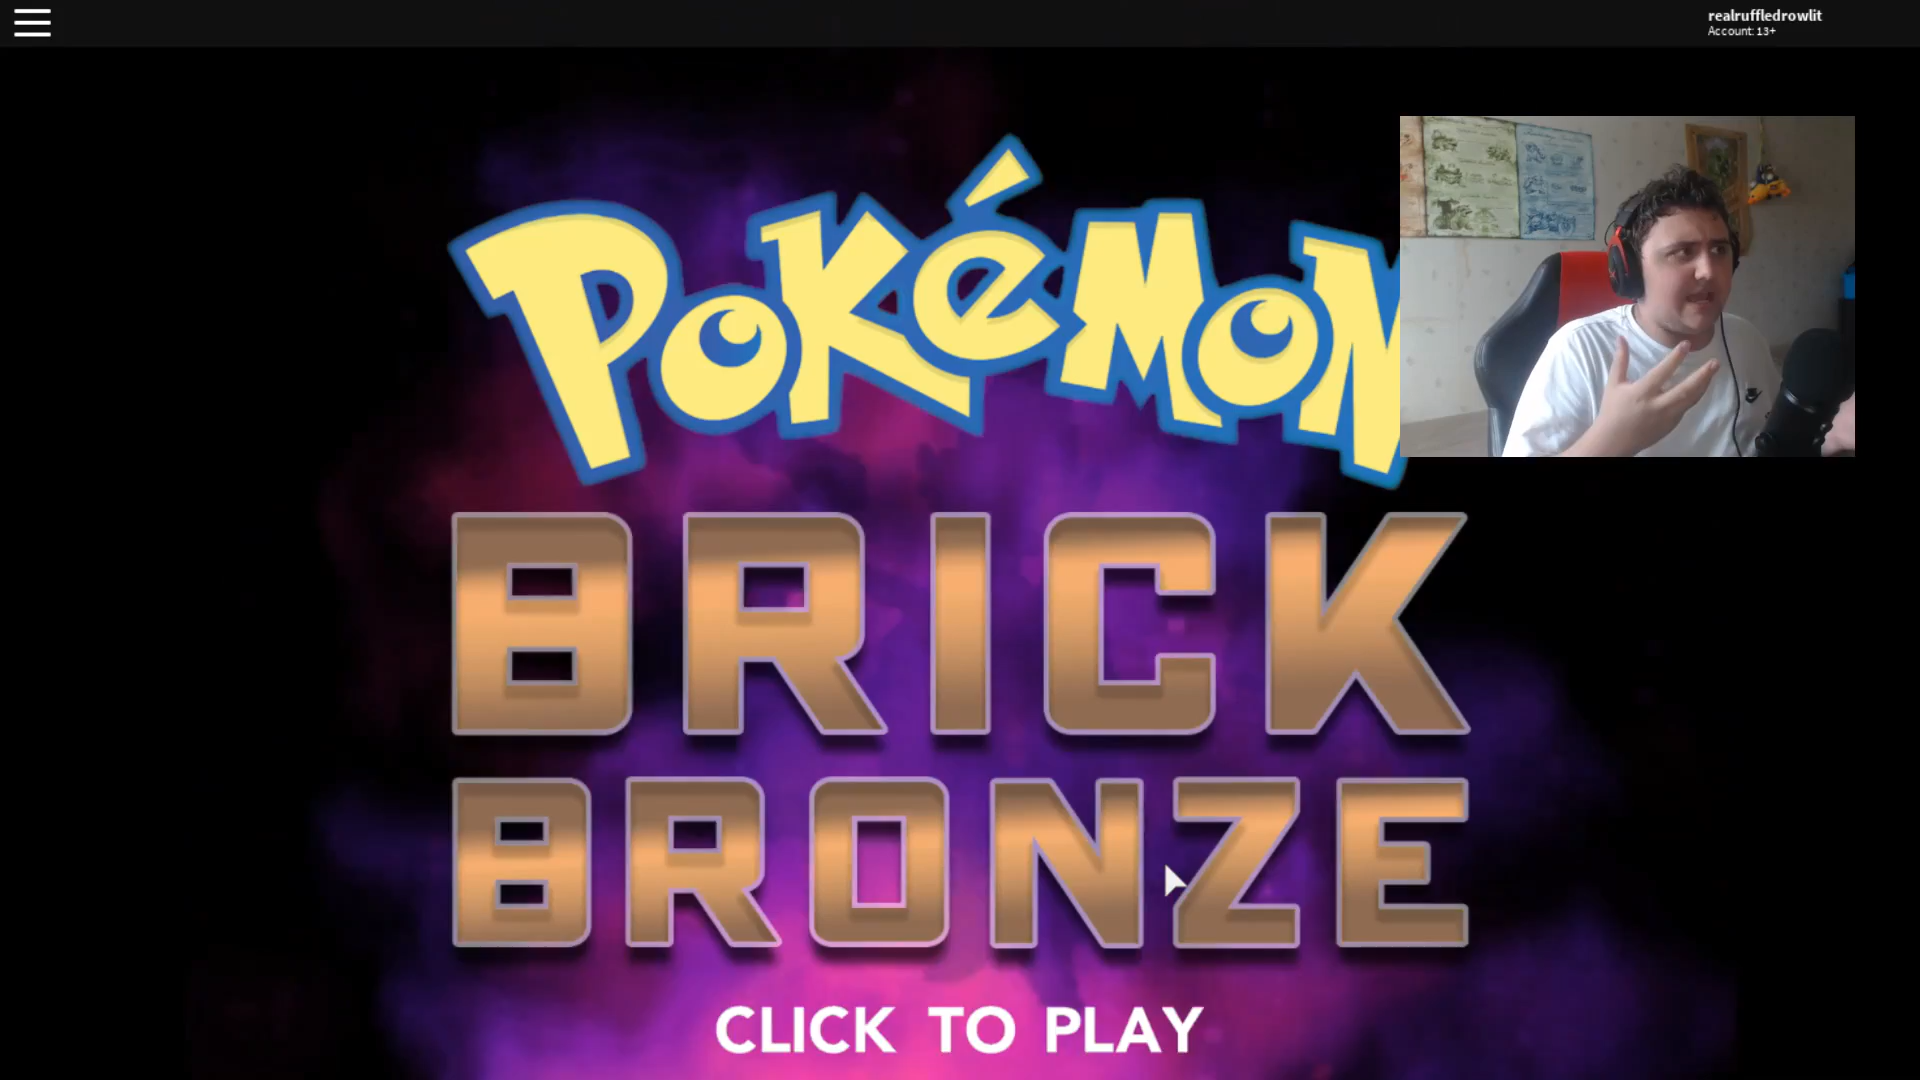 realruffledrowlit
Account: 13+
POKÉMON
BRICK
BRONZE
CLICK TO PLAY